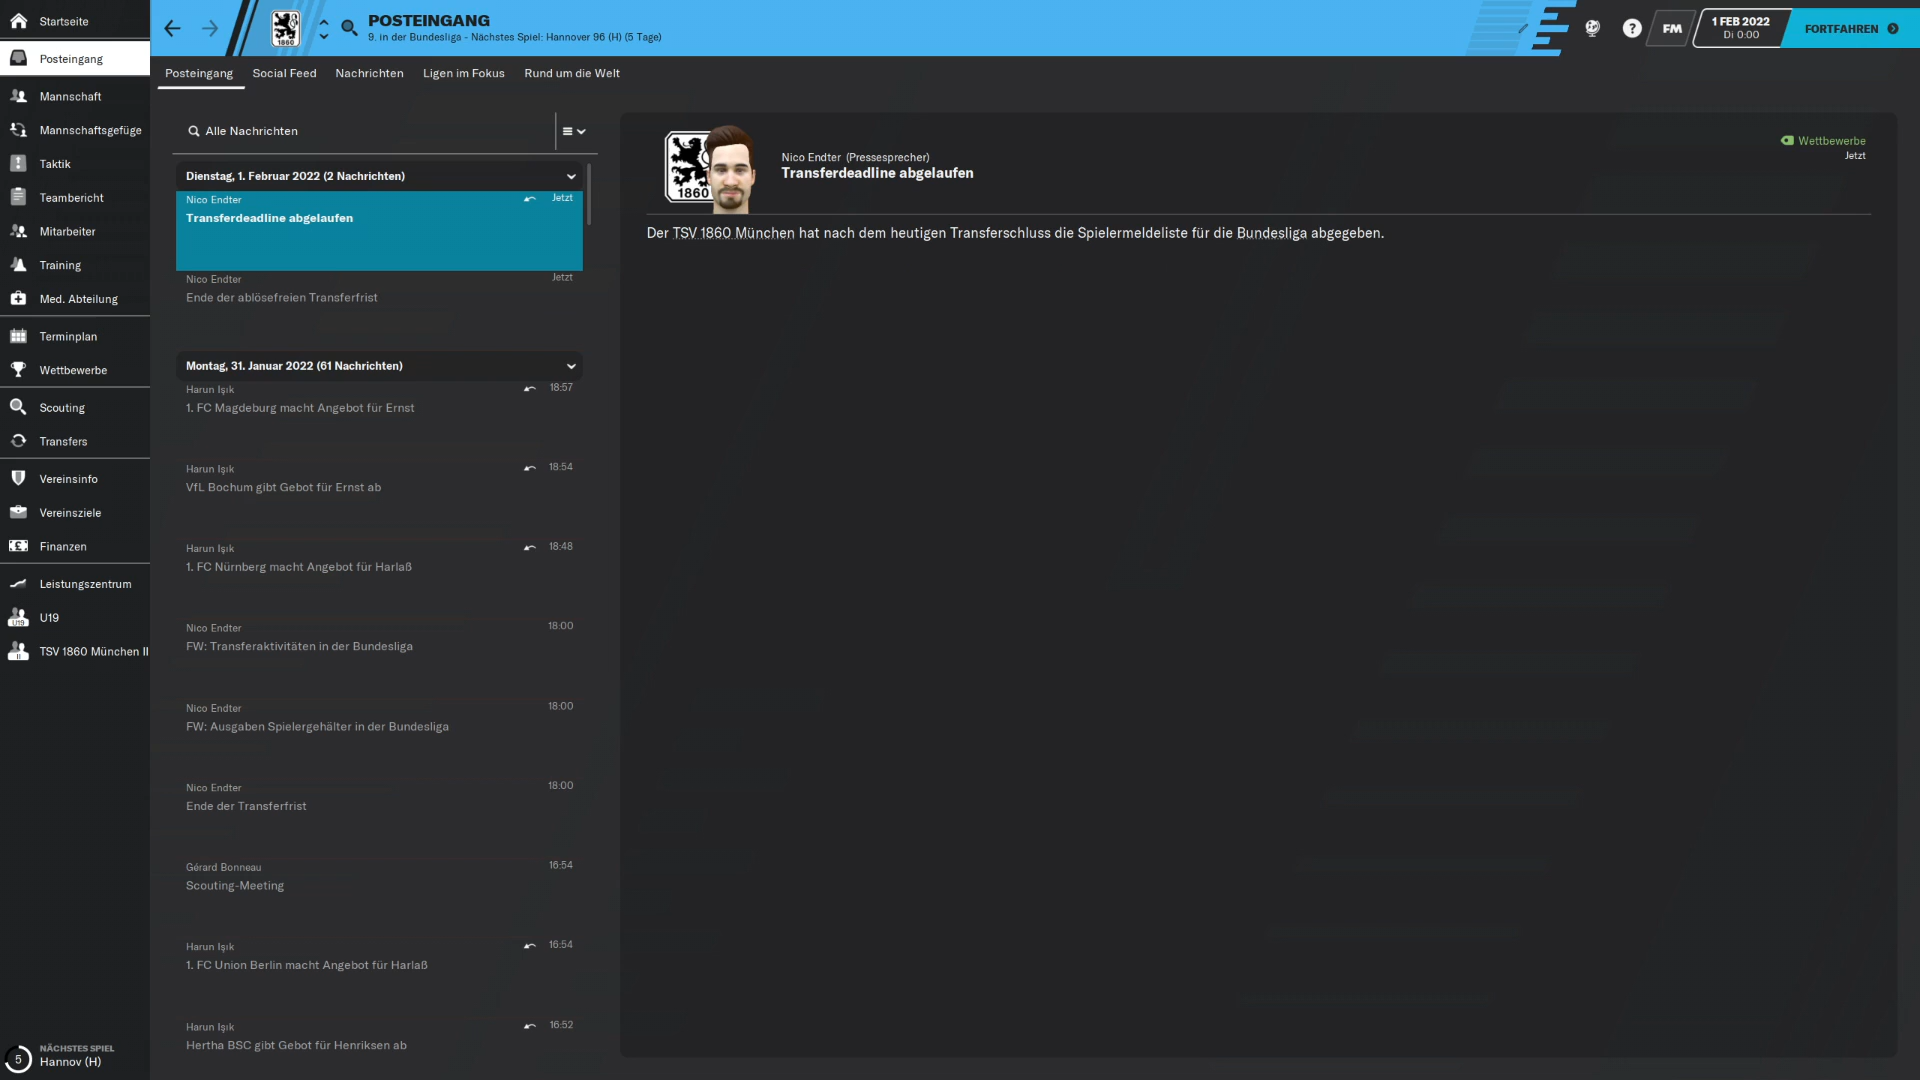 Startseite
Posteingang
Mannschaft
Mannschaftsgefüge
Taktik
Teambericht
Mitarbeiter
Training
Med. Abteilung
Terminplan
Wettbewerbe
Scouting
Transfers
Vereinsinfo
Vereinsziele
Finanzen
Leistungszentrum
U19
U19
TSV 1860 München II
II
5
NÄCHSTES SPIEL
Hannov (H)
1860
POSTEINGANG
9. in der Bundesliga - Nächstes Spiel: Hannover 96 (H) (5 Tage)
?
FM
1 FEB 2022
Di 0:00
FORTFAHREN
Posteingang
Social Feed
Nachrichten
Ligen im Fokus
Rund um die Welt
Alle Nachrichten
Dienstag, 1. Februar 2022 (2 Nachrichten)
Nico Endter
Jetzt
Transferdeadline abgelaufen
Nico Endter
Jetzt
Ende der ablösefreien Transferfrist
Montag, 31. Januar 2022 (61 Nachrichten)
Harun Işık
18:57
1. FC Magdeburg macht Angebot für Ernst
Harun Işık
18:54
VfL Bochum gibt Gebot für Ernst ab
Harun Işık
18:48
1. FC Nürnberg macht Angebot für Harlaß
Nico Endter
18:00
FW: Transferaktivitäten in der Bundesliga
Nico Endter
18:00
FW: Ausgaben Spielergehälter in der Bundesliga
Nico Endter
18:00
Ende der Transferfrist
Gérard Bonneau
16:54
Scouting-Meeting
Harun Işık
16:54
1. FC Union Berlin macht Angebot für Harlaß
Harun Işık
16:52
Hertha BSC gibt Gebot für Henriksen ab
1860
Nico Endter (Pressesprecher)
Transferdeadline abgelaufen
Wettbewerbe
Jetzt
Der TSV 1860 München hat nach dem heutigen Transferschluss die Spielermeldeliste für die Bundesliga abgegeben.